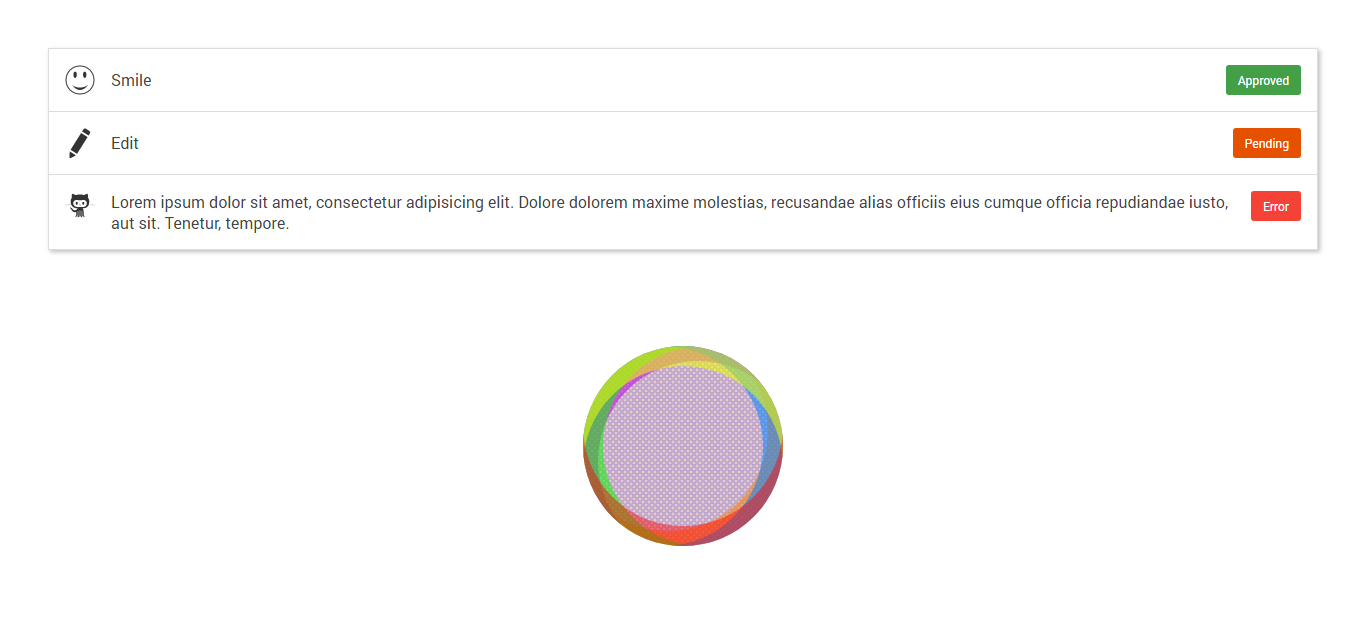 Smile
Approved
Edit
Pending
Lorem ipsum dolor sit amet, consectetur adipisicing elit. Dolore dolorem maxime molestias, recusandae alias officiis eius cumque officia repudiandae iusto,
Error
aut sit. Tenetur, tempore.